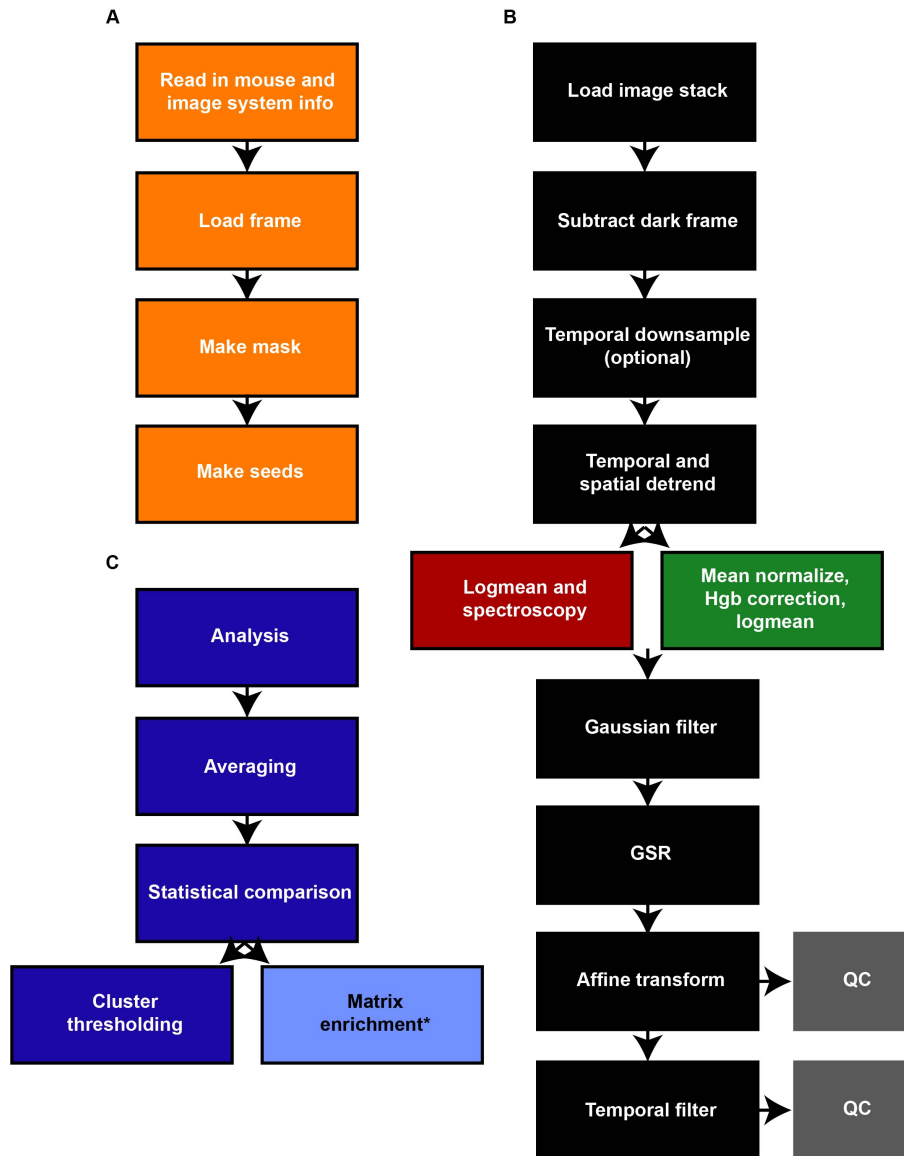 A
Read in mouse and
image system info
Load frame
Make mask
Make seeds
B
Load image stack
Subtract dark frame
Temporal downsample
(optional)
Temporal and
spatial detrend
Logmean and
spectroscopy
Mean normalize,
Hgb correction,
logmean
Gaussian filter
GSR
Affine transform
QC
Temporal filter
QC
C
Analysis
Averaging
Statistical comparison
Cluster
thresholding
Matrix
enrichment*